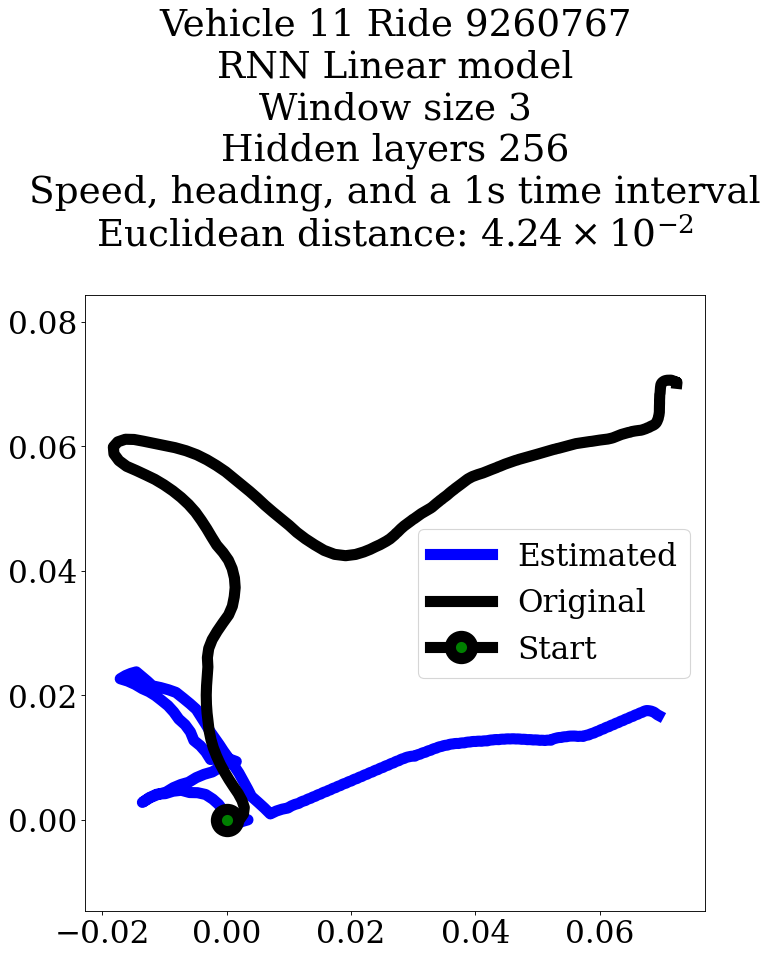 Vehicle 11 Ride 9260767
RNN Linear model
Window size 3
Hidden layers 256
Speed, heading, and a 1s time interval
Euclidean distance: 4.24 × 10⁻²
0.08
0.06
0.04
0.02
0.00
Estimated
Original
Start
−0.02 0.00 0.02 0.04 0.06